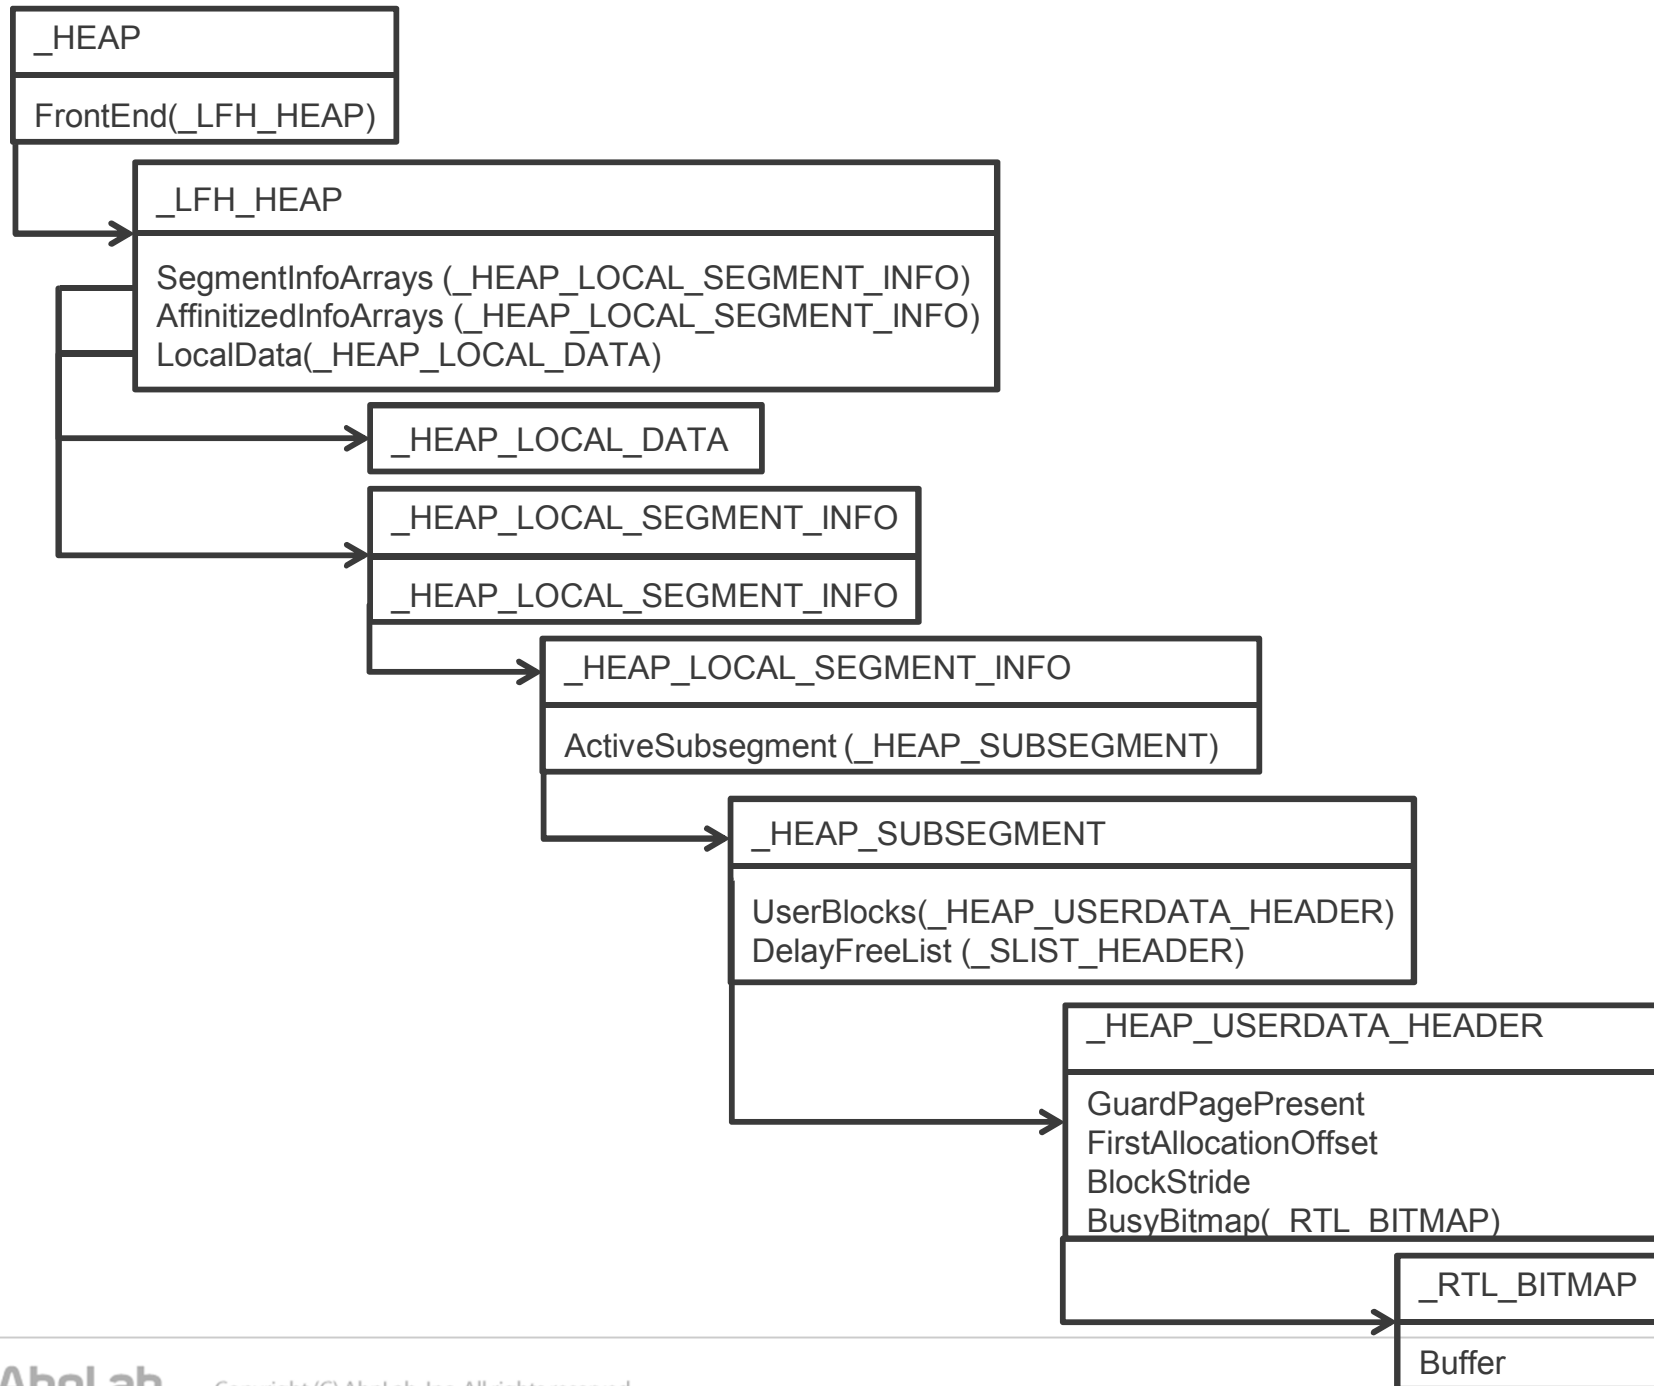 _HEAP
FrontEnd(_LFH_HEAP)
_LFH_HEAP
SegmentInfoArrays (_HEAP_LOCAL_SEGMENT_INFO)
AffinitizedInfoArrays (_HEAP_LOCAL_SEGMENT_INFO)
LocalData(_HEAP_LOCAL_DATA)
_HEAP_LOCAL_DATA
_HEAP_LOCAL_SEGMENT_INFO
_HEAP_LOCAL_SEGMENT_INFO
_HEAP_LOCAL_SEGMENT_INFO
ActiveSubsegment (_HEAP_SUBSEGMENT)
_HEAP_SUBSEGMENT
UserBlocks(_HEAP_USERDATA_HEADER)
DelayFreeList (_SLIST_HEADER)
_HEAP_USERDATA_HEADER
GuardPagePresent
FirstAllocationOffset
BlockStride
BusyBitmap(_RTL_BITMAP)
_RTL_BITMAP
Buffer